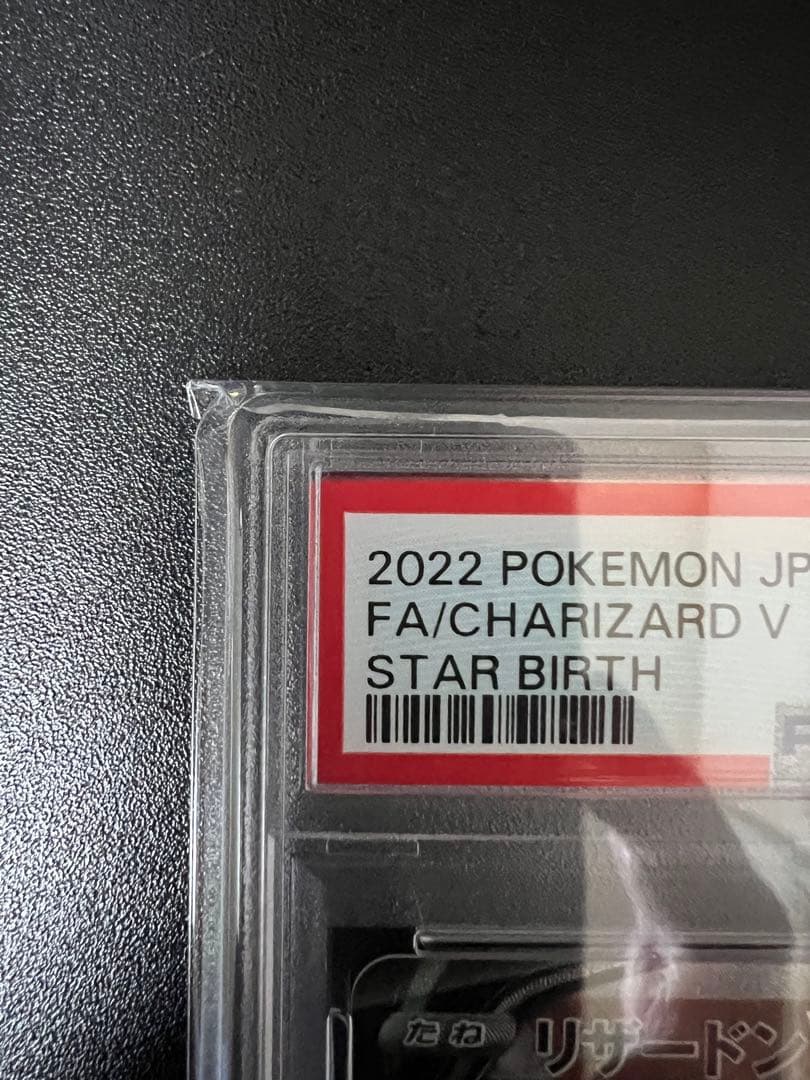 2022 POKEMON JP
FA/CHARIZARD V
STAR BIRTH
たね リザードン